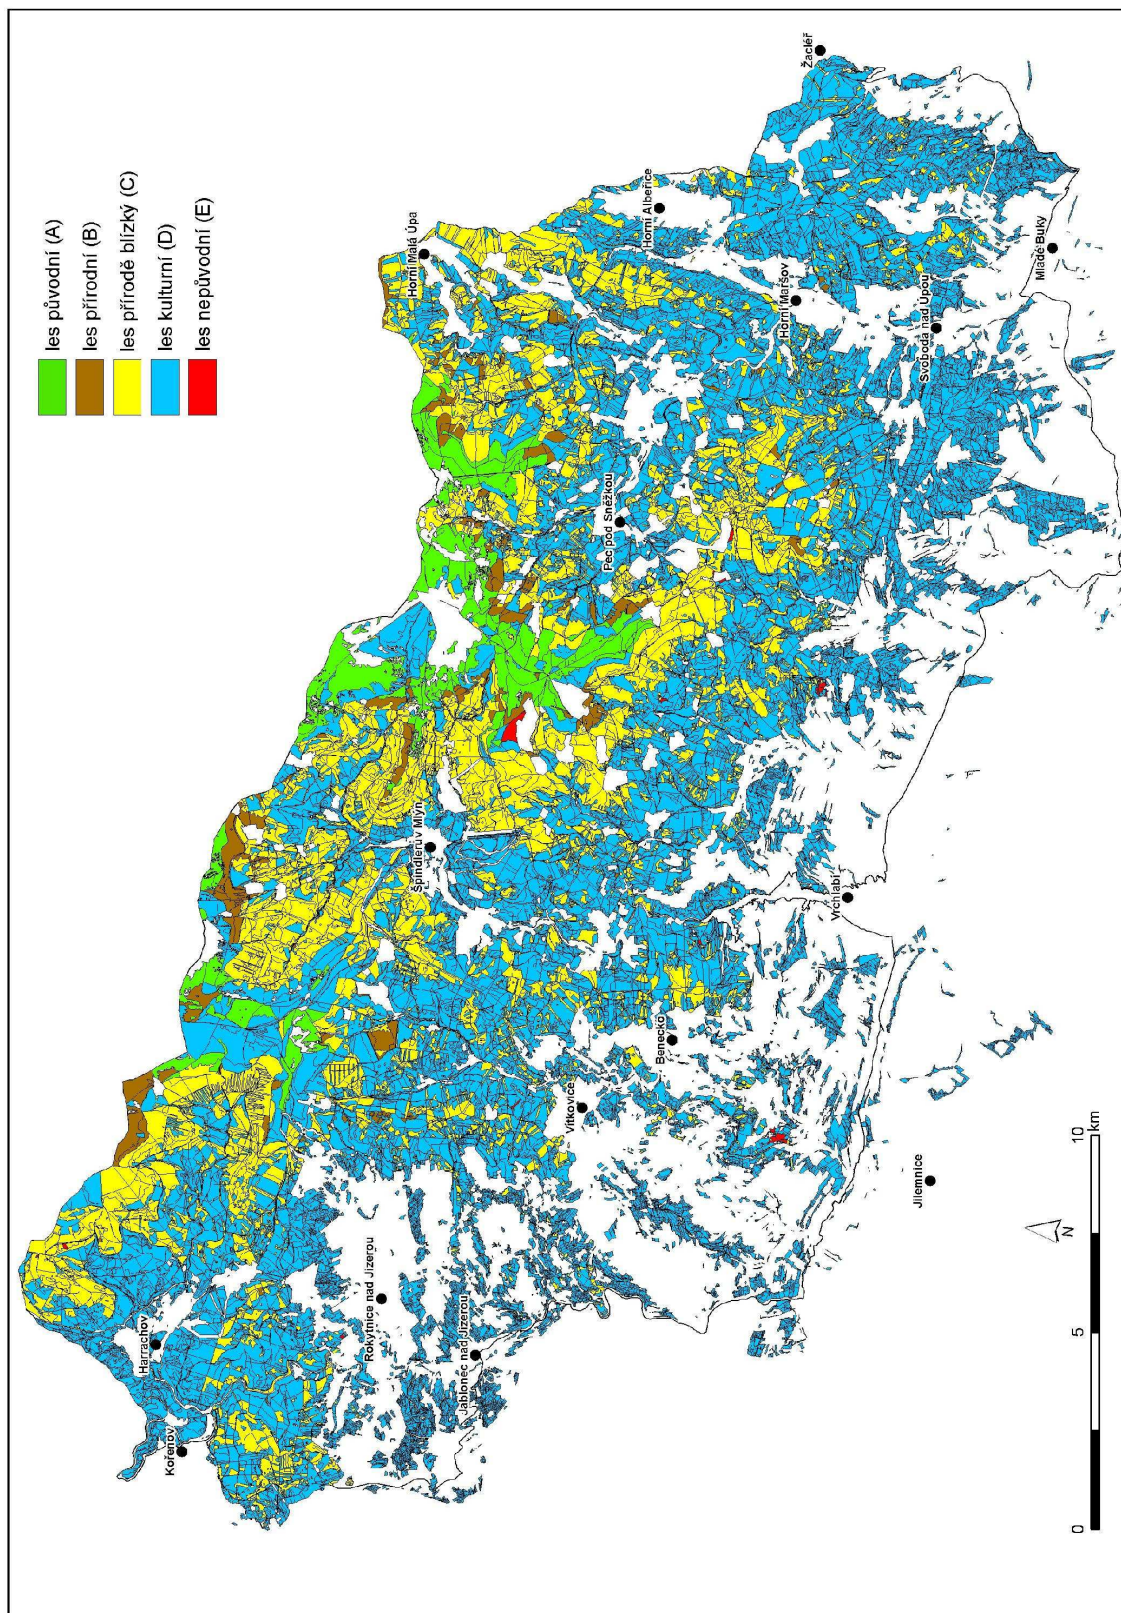 les původní (A)
les přírodní (B)
les přírodě blízký (C)
les kulturní (D)
les nepůvodní (E)
Harrachov
Kořenov
Rokytnice nad Jizerou
Jablonec nad Jizerou
Vítkovice
Benecko
Jilemnice
Vrchlabí
Špindlerův Mlýn
Pec pod Sněžkou
Horní Malá Úpa
Horní Albeřice
Horní Maršov
Svoboda nad Úpou
Mladé Buky
Žacléř
0 5 10
km
N